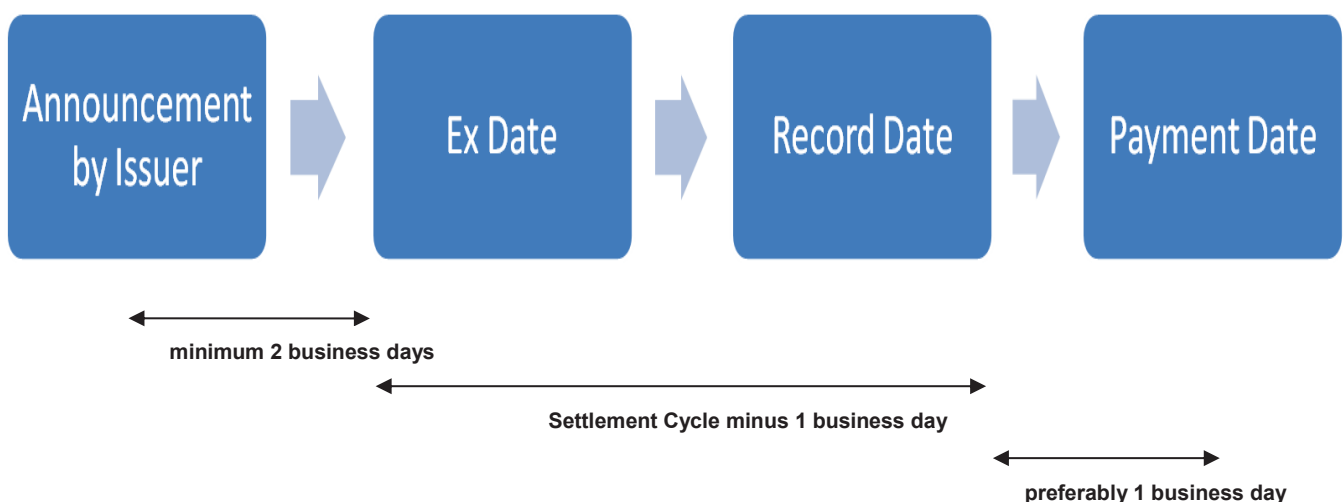 Announcement
by Issuer
Ex Date
Record Date
Payment Date
minimum 2 business days
Settlement Cycle minus 1 business day
preferably 1 business day